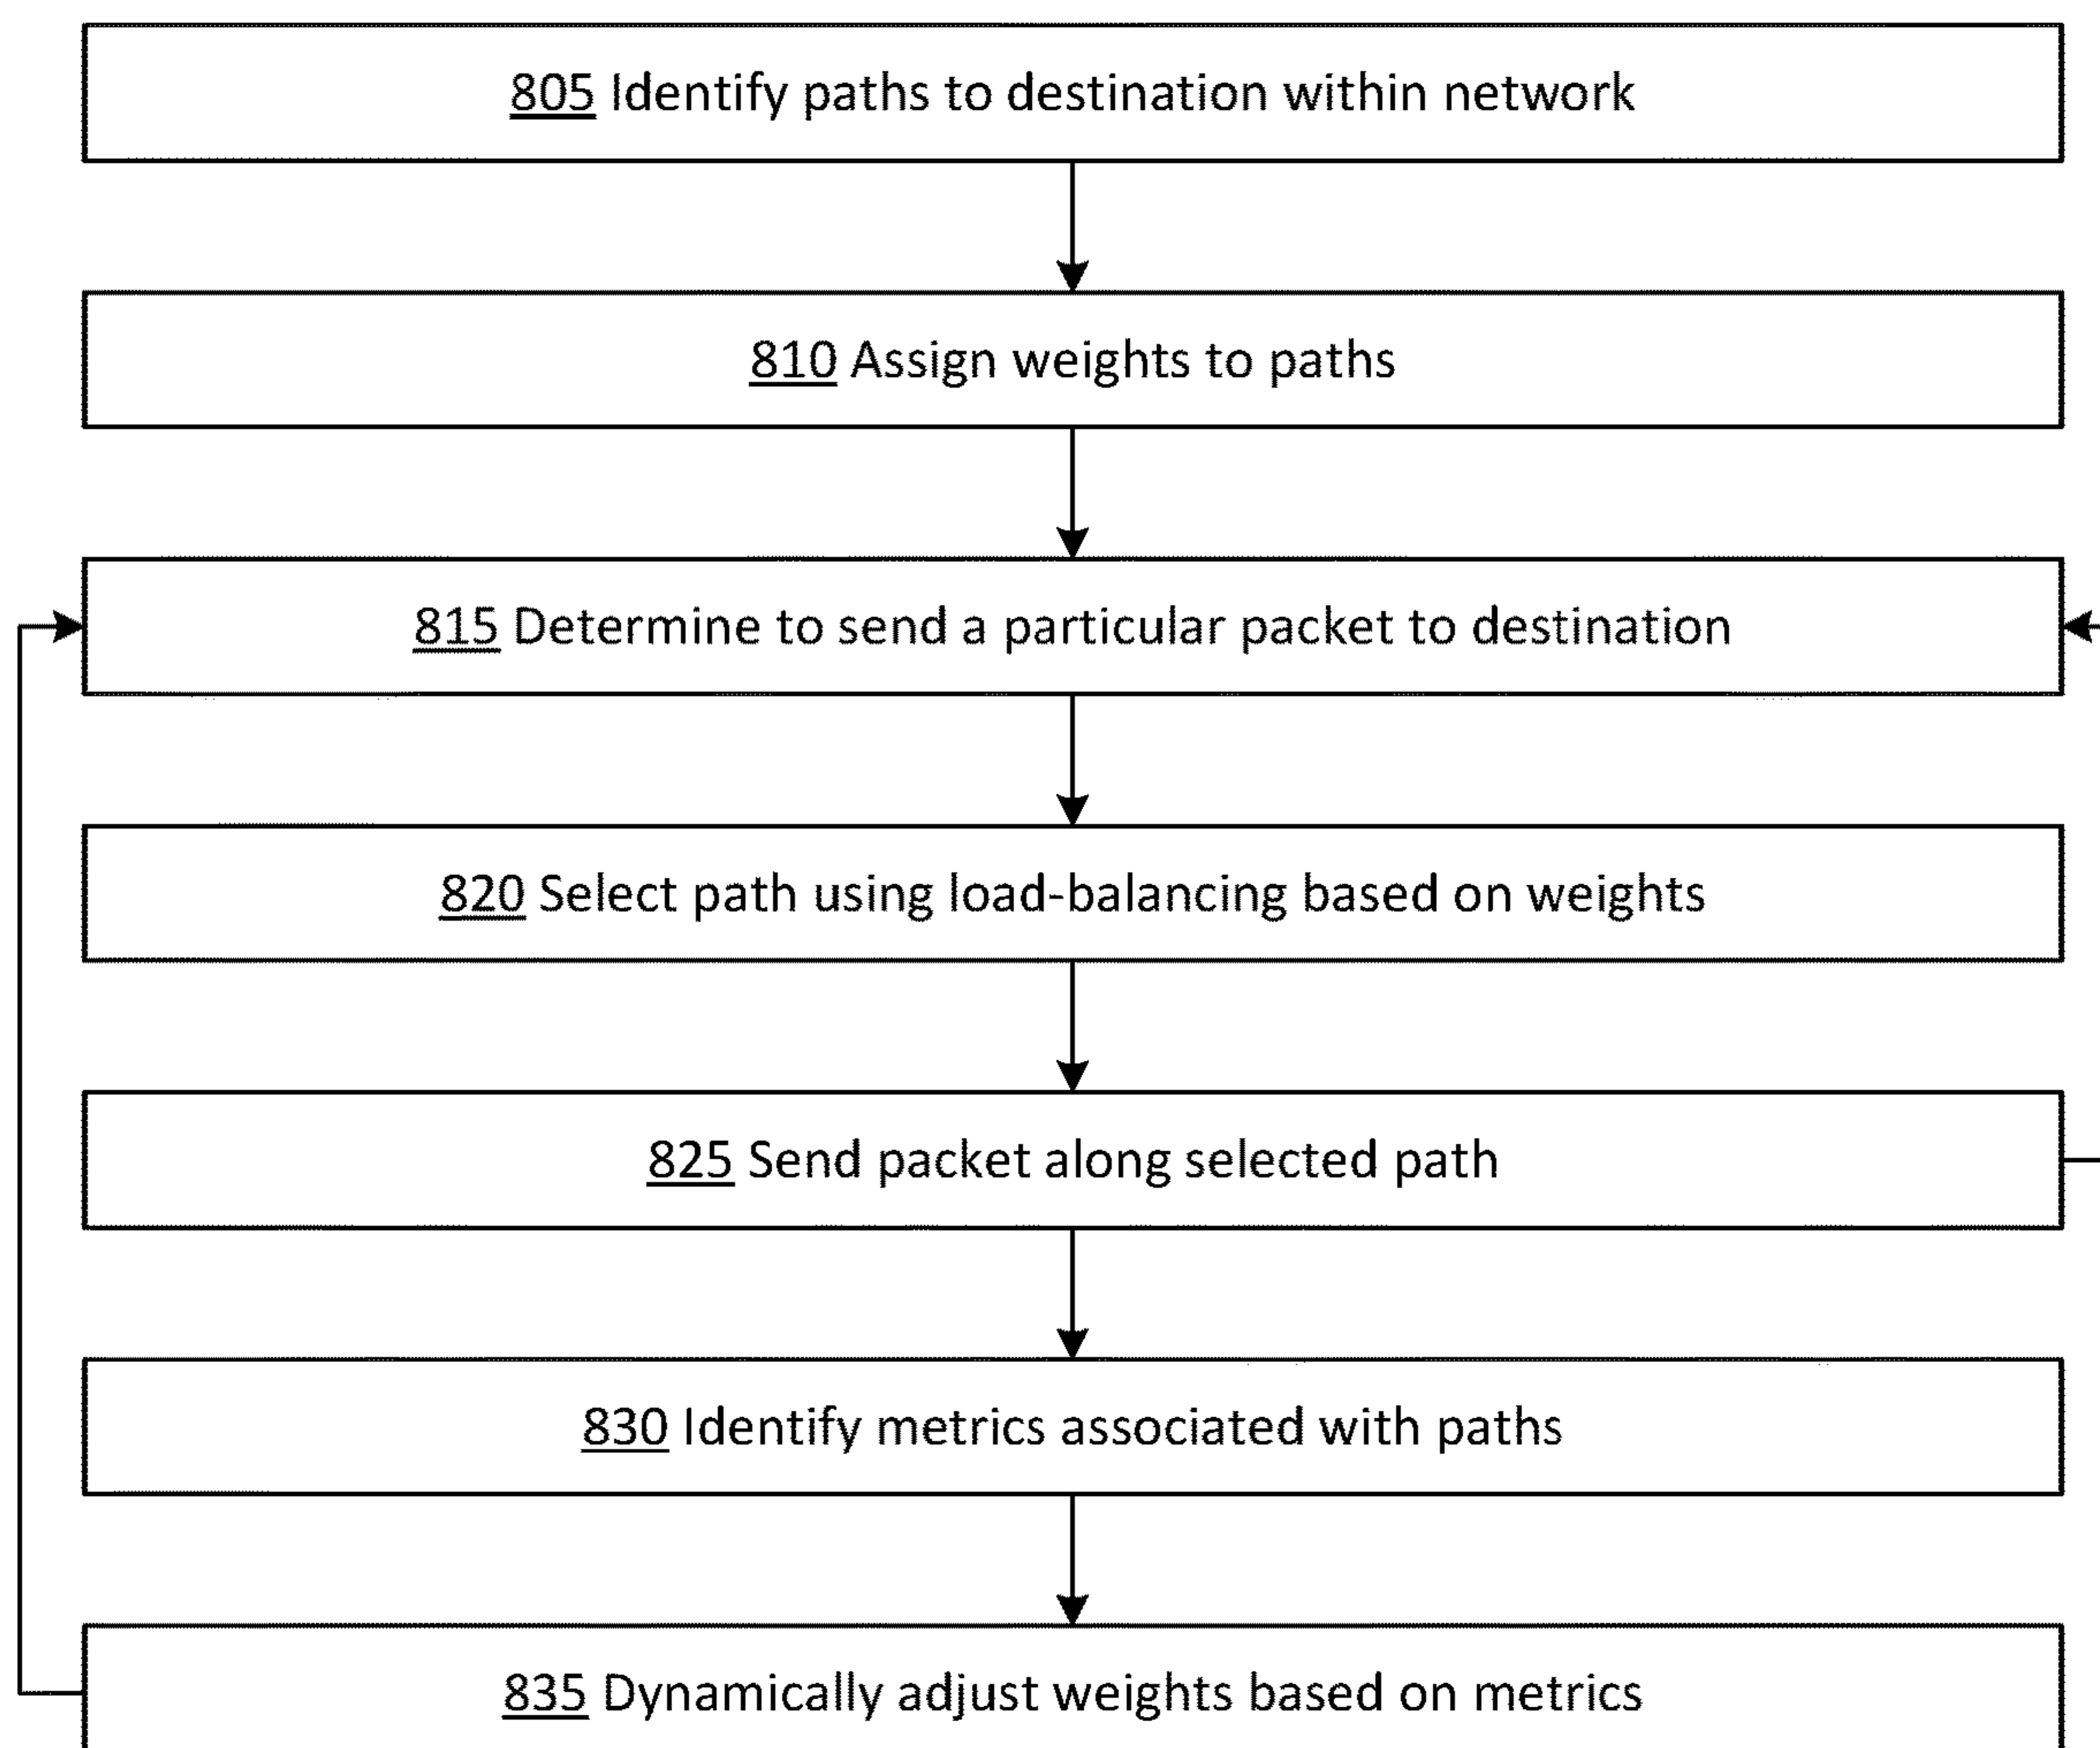 805 Identify paths to destination within network
810 Assign weights to paths
815 Determine to send a particular packet to destination
820 Select path using load-balancing based on weights
825 Send packet along selected path
830 Identify metrics associated with paths
835 Dynamically adjust weights based on metrics